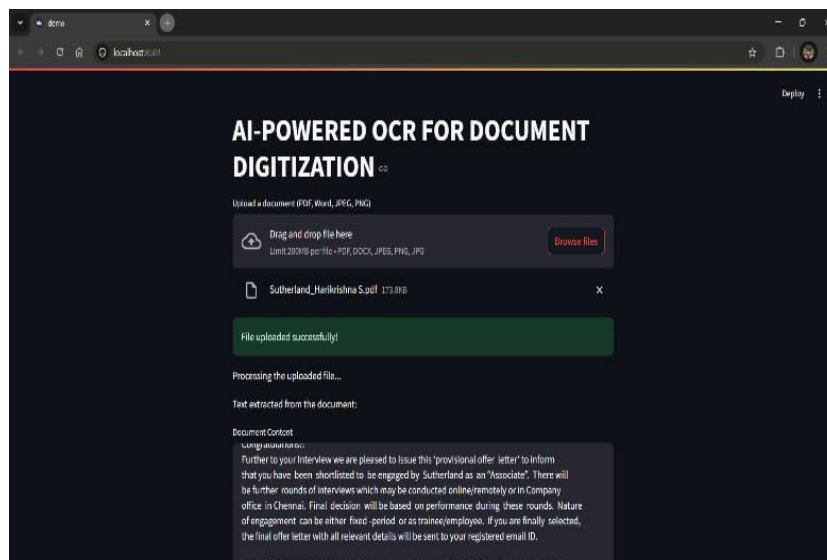 demo
localhost:8501
Deploy
AI-POWERED OCR FOR DOCUMENT
DIGITIZATION
Upload a document (PDF, Word, JPEG, PNG)
Drag and drop file here
Limit 200MB per file • PDF, DOCX, JPEG, PNG, JPG
Browse files
Sutherland_Harikrishna S.pdf 173.8KB
File uploaded successfully!
Processing the uploaded file...
Text extracted from the document:
Document Content
Congratulations!!
Further to your Interview we are pleased to issue this 'provisional offer letter' to inform
that you have been shortlisted to be engaged by Sutherland as an "Associate". There will
be further rounds of interviews which may be conducted online/remotely or in Company
office in Chennai. Final decision will be based on performance during these rounds. Nature
of engagement can be either fixed -period or as trainee/employee. If you are finally selected,
the final offer letter with all relevant details will be sent to your registered email ID.